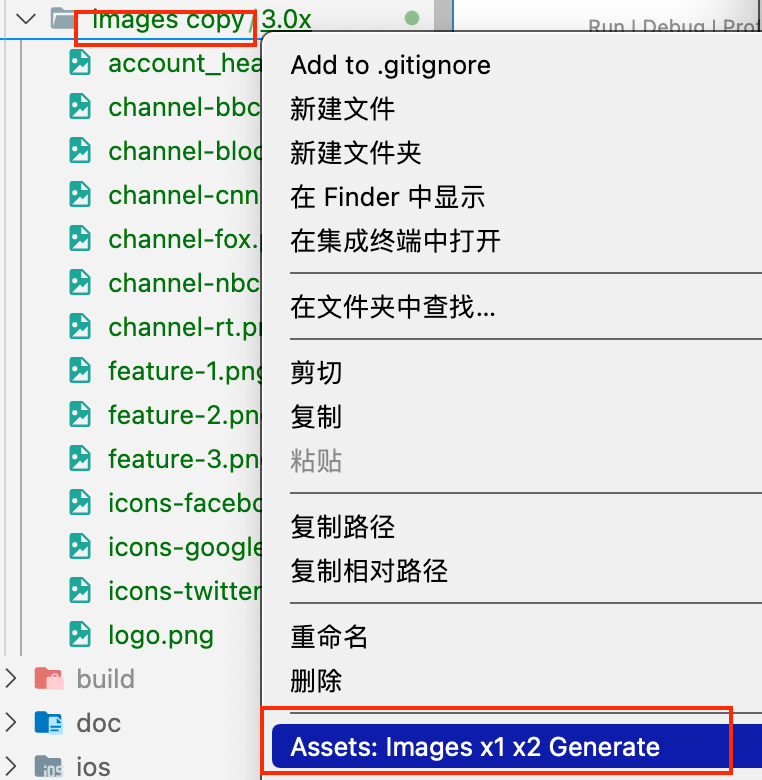 images copy / 3.0x
Run | Debug | Prof
account_hea
channel-bbc
channel-bloc
channel-cnn
channel-fox.p
channel-nbc
channel-rt.pn
feature-1.png
feature-2.pn
feature-3.pn
icons-facebo
icons-google
icons-twitter
logo.png
build
doc
ios
Add to .gitignore
新建文件
新建文件夹
在 Finder 中显示
在集成终端中打开
在文件夹中查找...
剪切
复制
粘贴
复制路径
复制相对路径
重命名
删除
Assets: Images x1 x2 Generate